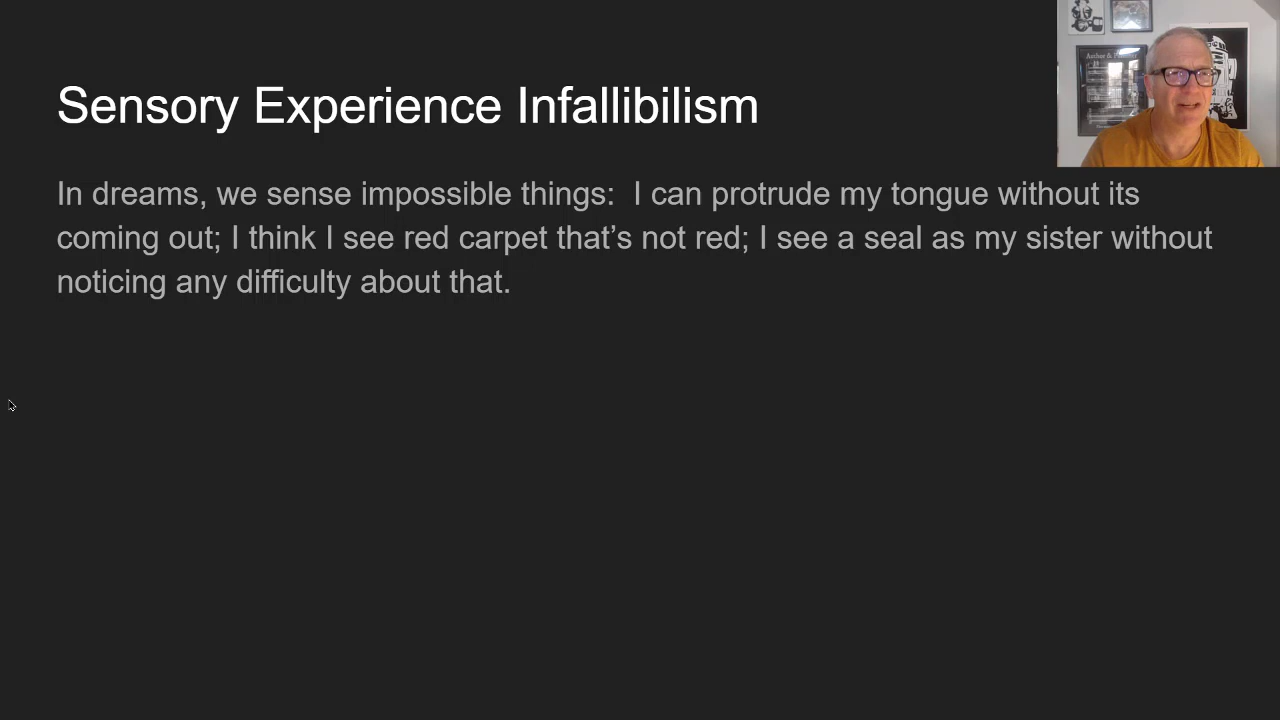 Sensory Experience Infallibilism
In dreams, we sense impossible things:  I can protrude my tongue without its
coming out; I think I see red carpet that’s not red; I see a seal as my sister without
noticing any difficulty about that.